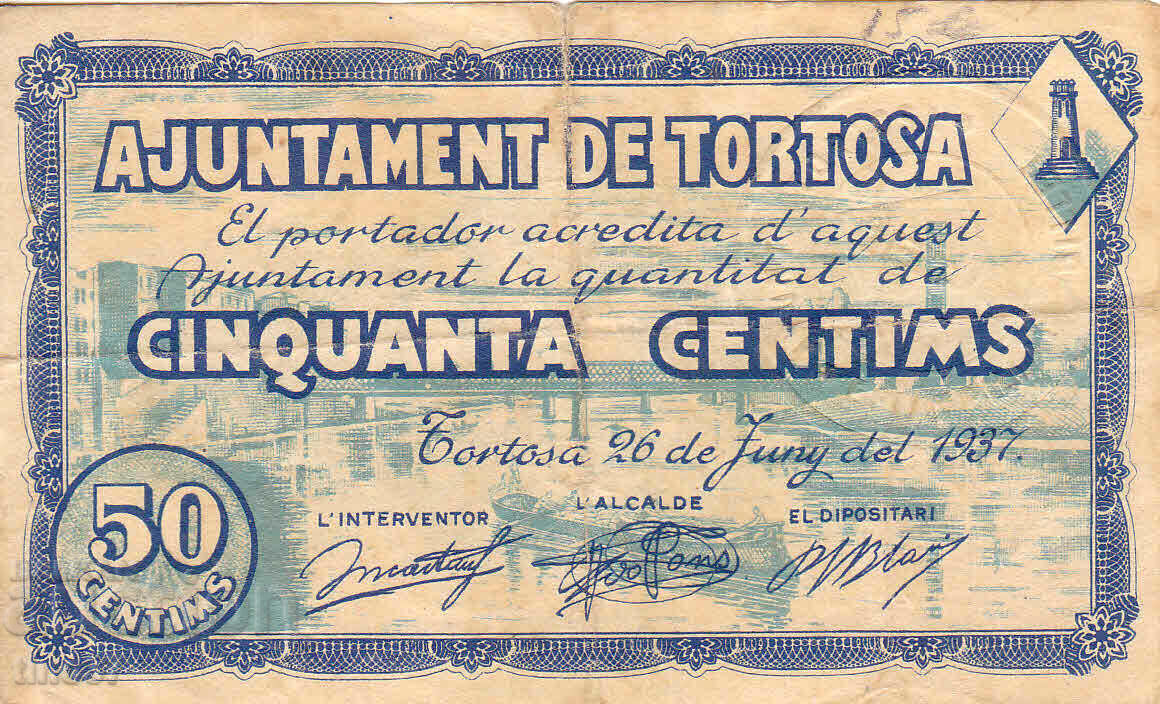 15
AJUNTAMENT DE TORTOSA
El portador acredita d'aquest
Ajuntament la quantitat de
CINQUANTA CENTIMS
Tortosa 26 de Juny del 1937.
L'INTERVENTOR
L'ALCALDE
EL DIPOSITARI
50
CENTIMS